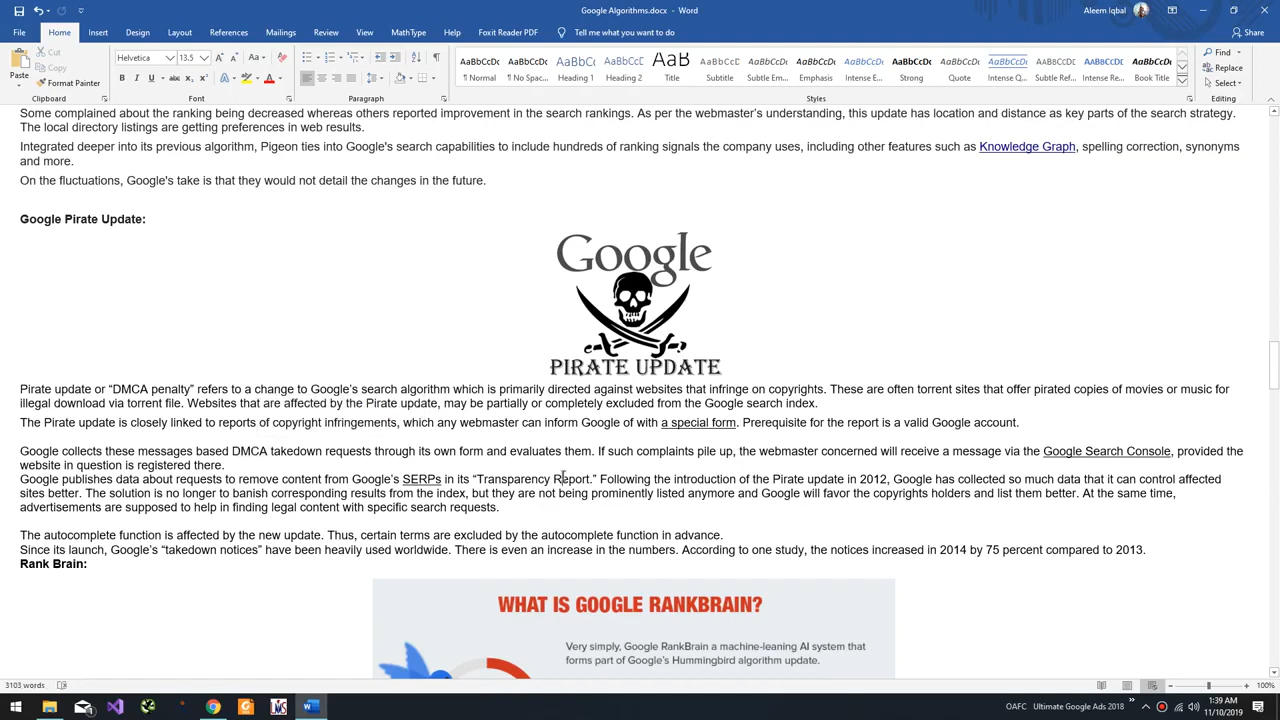 Google Algorithms.docx - Word
Aleem Iqbal
File Home Insert Design Layout References Mailings Review View MathType Help Foxit Reader PDF Tell me what you want to do Share
Paste
Cut
Copy
Format Painter
Clipboard
Helvetica 13.5
Font
Paragraph
AaBbCcDc ¶ Normal
AaBbCcDc ¶ No Spac...
AaBbCc Heading 1
AaBbCcC Heading 2
AaB Title
AaBbCcC Subtitle
AaBbCcDc Subtle Em...
AaBbCcDc Emphasis
AaBbCcDc Intense E...
AaBbCcDc Strong
AaBbCcDc Quote
AaBbCcDc Intense Q...
AaBbCcDc Subtle Ref...
AaBbCcDc Intense Re...
AaBbCcDc Book Title
Styles
Find
Replace
Select
Editing
Some complained about the ranking being decreased whereas others reported improvement in the search rankings. As per the webmaster's understanding, this update has location and distance as key parts of the search strategy.
The local directory listings are getting preferences in web results.
Integrated deeper into its previous algorithm, Pigeon ties into Google's search capabilities to include hundreds of ranking signals the company uses, including other features such as Knowledge Graph, spelling correction, synonyms
and more.
On the fluctuations, Google's take is that they would not detail the changes in the future.
Google Pirate Update:
Google
PIRATE UPDATE
Pirate update or “DMCA penalty” refers to a change to Google’s search algorithm which is primarily directed against websites that infringe on copyrights. These are often torrent sites that offer pirated copies of movies or music for
illegal download via torrent file. Websites that are affected by the Pirate update, may be partially or completely excluded from the Google search index.
The Pirate update is closely linked to reports of copyright infringements, which any webmaster can inform Google of with a special form. Prerequisite for the report is a valid Google account.
Google collects these messages based DMCA takedown requests through its own form and evaluates them. If such complaints pile up, the webmaster concerned will receive a message via the Google Search Console, provided the
website in question is registered there.
Google publishes data about requests to remove content from Google’s SERPs in its “Transparency Report.” Following the introduction of the Pirate update in 2012, Google has collected so much data that it can control affected
sites better. The solution is no longer to banish corresponding results from the index, but they are not being prominently listed anymore and Google will favor the copyrights holders and list them better. At the same time,
advertisements are supposed to help in finding legal content with specific search requests.
The autocomplete function is affected by the new update. Thus, certain terms are excluded by the autocomplete function in advance.
Since its launch, Google’s “takedown notices” have been heavily used worldwide. There is even an increase in the numbers. According to one study, the notices increased in 2014 by 75 percent compared to 2013.
Rank Brain:
WHAT IS GOOGLE RANKBRAIN?
Very simply, Google RankBrain a machine-leaning AI system that
forms part of Google's Hummingbird algorithm update.
3103 words
100%
OAFC Ultimate Google Ads 2018
1:39 AM
11/10/2019